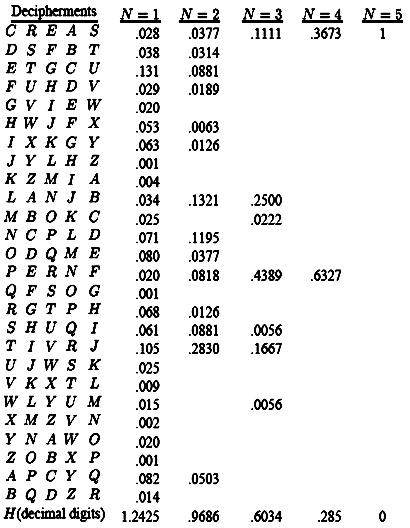 Decipherments N = 1 N = 2 N = 3 N = 4 N = 5
C R E A S .028 .0377 .1111 .3673 1
D S F B T .038 .0314
E T G C U .131 .0881
F U H D V .029 .0189
G V I E W .020
H W J F X .053 .0063
I X K G Y .063 .0126
J Y L H Z .001
K Z M I A .004
L A N J B .034 .1321 .2500
M B O K C .025 .0222
N C P L D .071 .1195
O D Q M E .080 .0377
P E R N F .020 .0818 .4389 .6327
Q F S O G .001
R G T P H .068 .0126
S H U Q I .061 .0881 .0056
T I V R J .105 .2830 .1667
U J W S K .025
V K X T L .009
W L Y U M .015 .0056
X M Z V N .002
Y N A W O .020
Z O B X P .001
A P C Y Q .082 .0503
B Q D Z R .014
H (decimal digits) 1.2425 .9686 .6034 .285 0